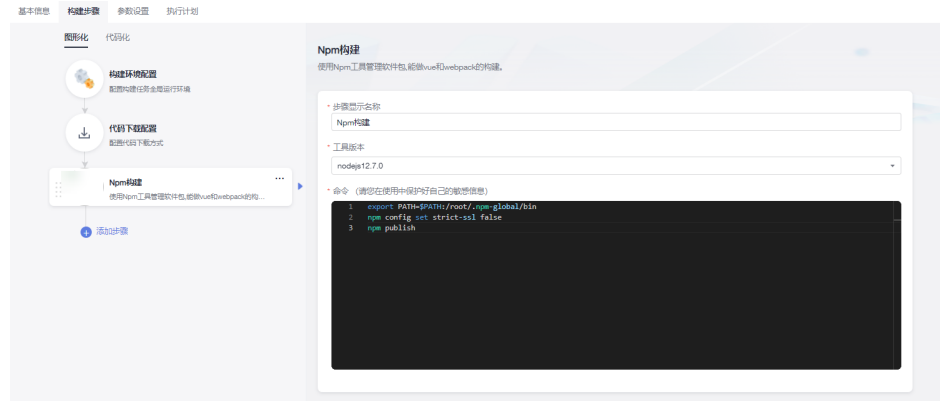 基本信息 构建步骤 参数设置 执行计划
图形化 代码化
构建环境配置
配置构建任务全局运行环境
代码下载配置
配置代码下载方式
Npm构建
使用Npm工具管理软件包,能做vue和webpack的构...
添加步骤
Npm构建
使用Npm工具管理软件包,能做vue和webpack的构建。
* 步骤显示名称
Npm构建
* 工具版本
nodejs12.7.0
* 命令 (请您在使用中保护好自己的敏感信息)
1 export PATH=$PATH:/root/.npm-global/bin
2 npm config set strict-ssl false
3 npm publish